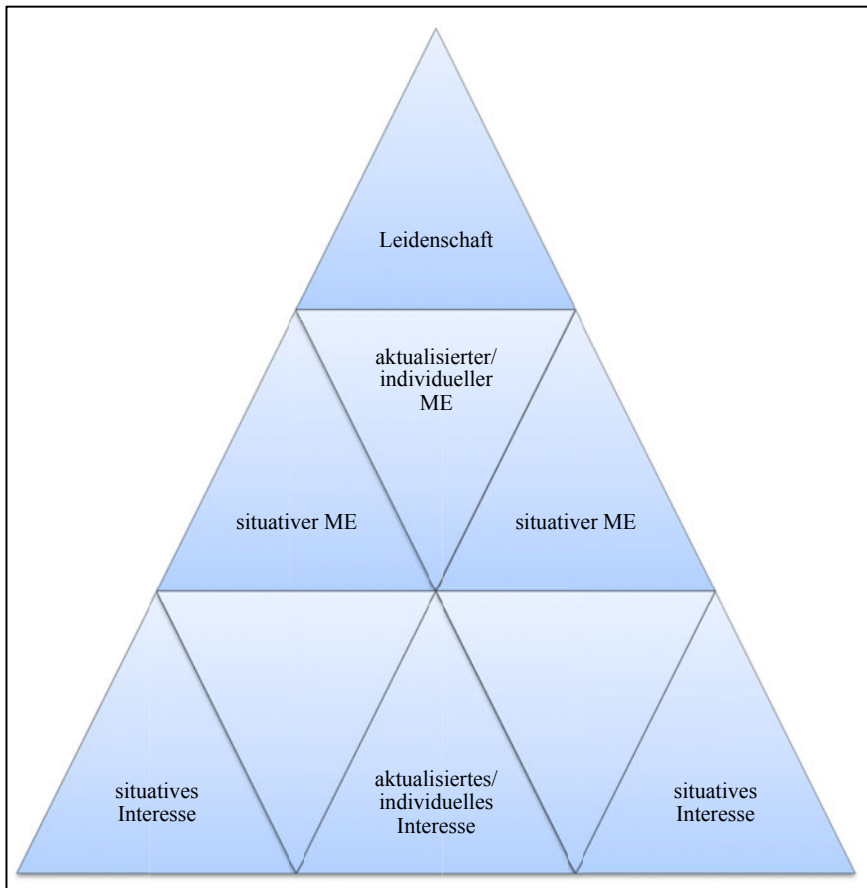 Leidenschaft
aktualisierter/
individueller
ME
situativer ME
situativer ME
situatives
Interesse
aktualisiertes/
individuelles
Interesse
situatives
Interesse